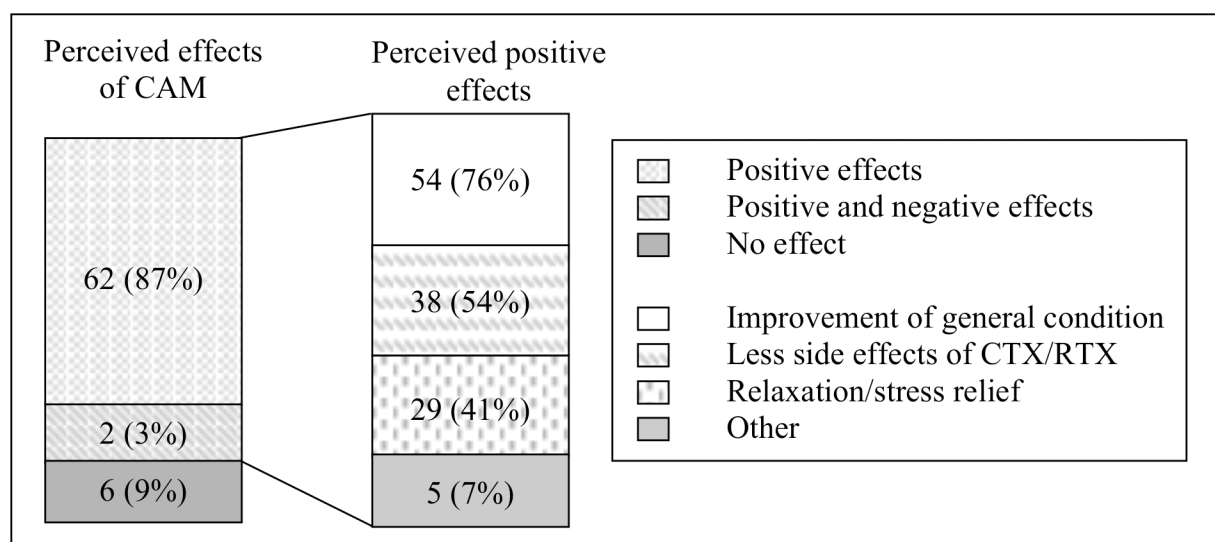 Perceived effects
of CAM
62 (87%)
2 (3%)
6 (9%)
Perceived positive
effects
54 (76%)
38 (54%)
29 (41%)
5 (7%)
Positive effects
Positive and negative effects
No effect
Improvement of general condition
Less side effects of CTX/RTX
Relaxation/stress relief
Other